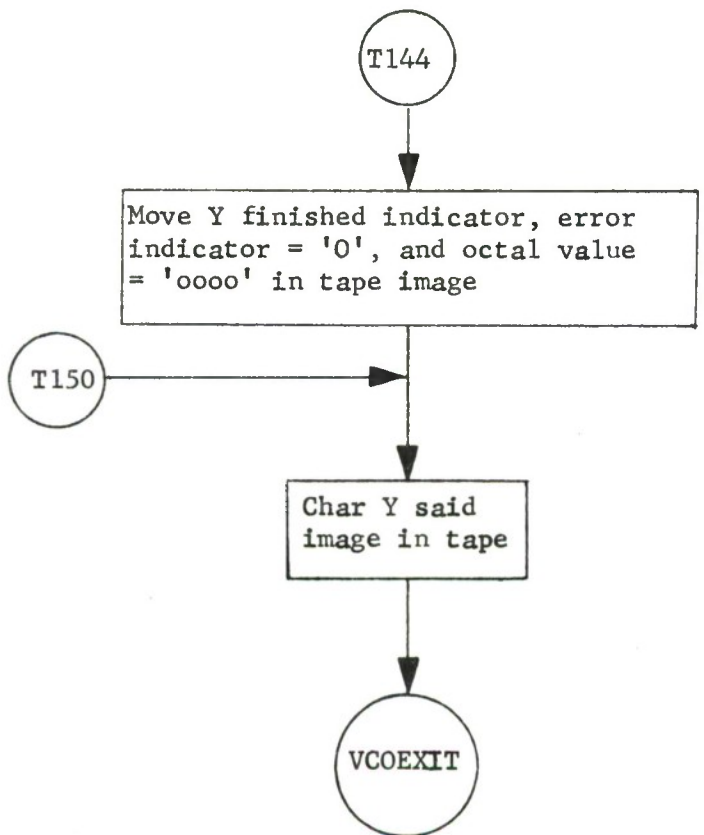 T144
Move Y finished indicator, error
indicator = '0', and octal value
= 'oooo' in tape image
T150
Char Y said
image in tape
VCOEXIT